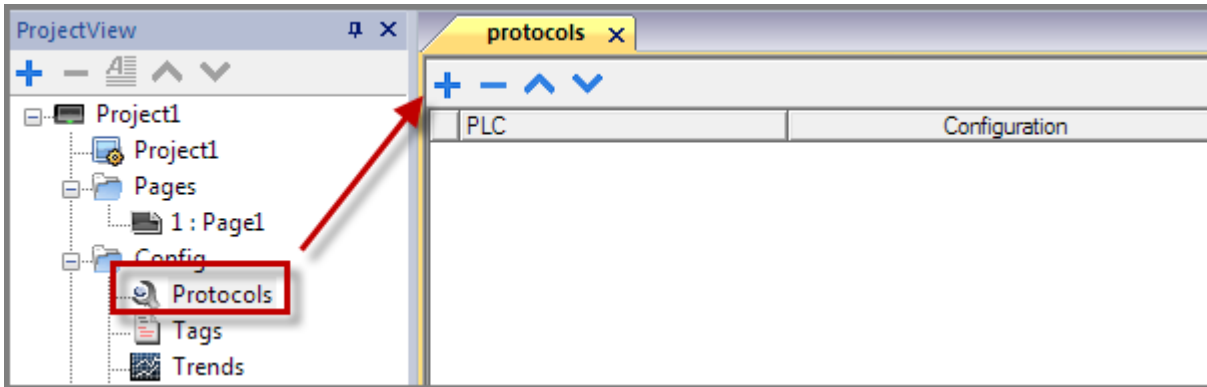 ProjectView
protocols
PLC
Configuration
Project1
Project1
Pages
1 : Page1
Config
Protocols
Tags
Trends